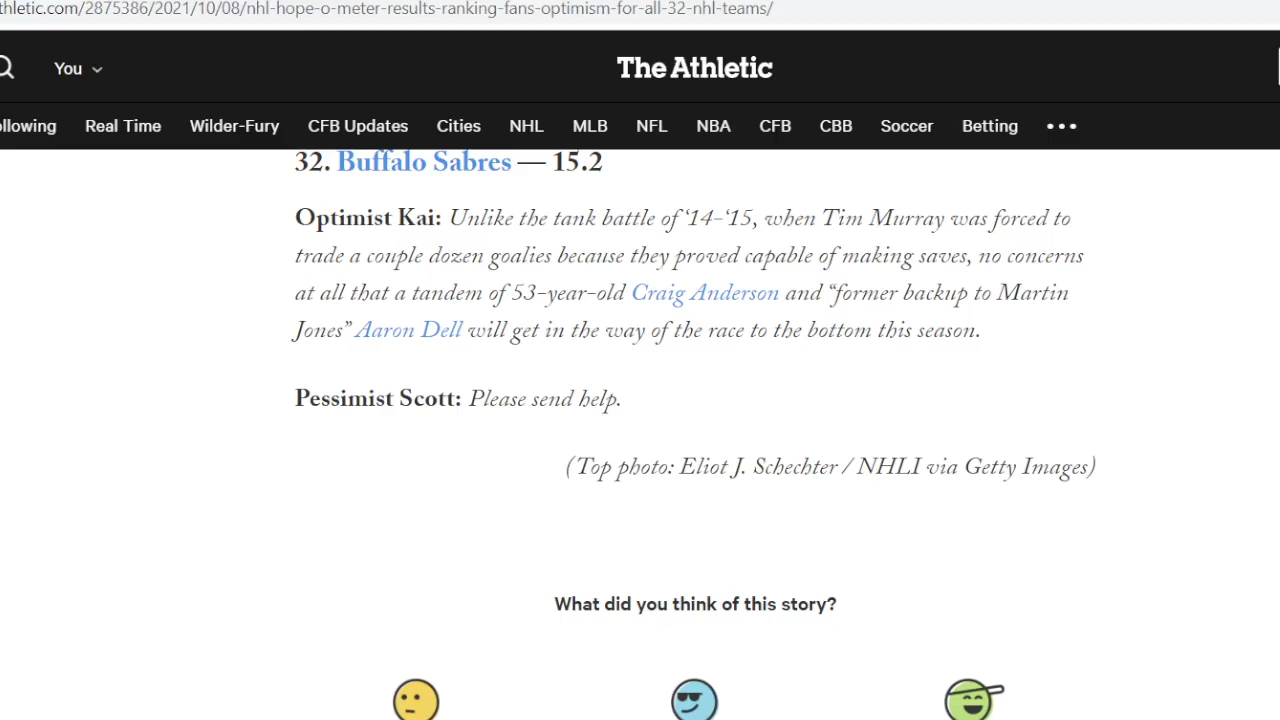 thletic.com/2875386/2021/10/08/nhl-hope-o-meter-results-ranking-fans-optimism-for-all-32-nhl-teams/
You
The Athletic
ollowing Real Time Wilder-Fury CFB Updates Cities NHL MLB NFL NBA CFB CBB Soccer Betting
32. Buffalo Sabres — 15.2
Optimist Kai: Unlike the tank battle of ‘14–‘15, when Tim Murray was forced to
trade a couple dozen goalies because they proved capable of making saves, no concerns
at all that a tandem of 53-year-old Craig Anderson and “former backup to Martin
Jones” Aaron Dell will get in the way of the race to the bottom this season.
Pessimist Scott: Please send help.
(Top photo: Eliot J. Schechter / NHLI via Getty Images)
What did you think of this story?